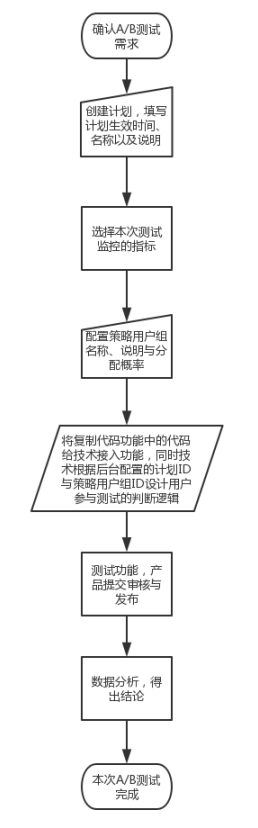 确认A/B测试
需求
创建计划，填写
计划生效时间、
名称以及说明
选择本次测试
监控的指标
配置策略用户组
名称、说明与分
配概率
将复制代码功能中的代码
给技术接入功能，同时技
术根据后台配置的计划ID
与策略用户组ID设计用户
参与测试的判断逻辑
测试功能，产
品提交审核与
发布
数据分析，得
出结论
本次A/B测试
完成